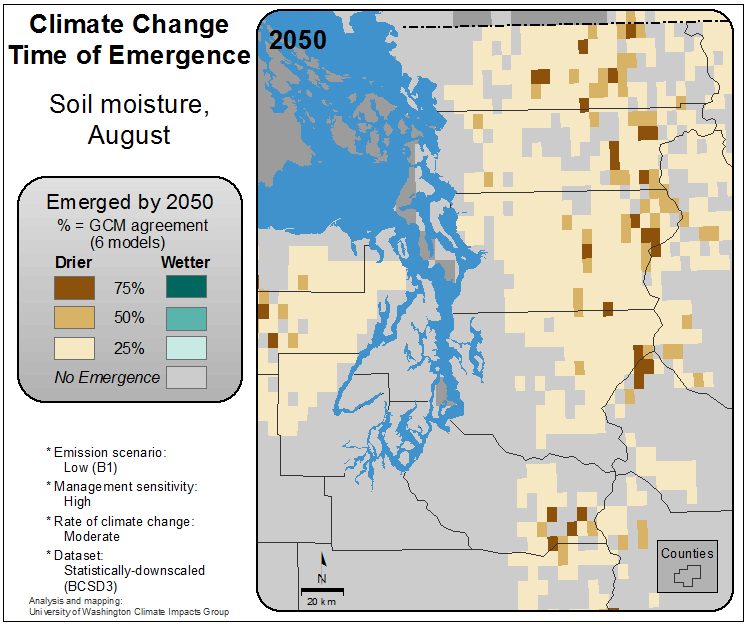 Climate Change
Time of Emergence
Soil moisture,
August
Emerged by 2050
% = GCM agreement
(6 models)
Drier Wetter
75%
50%
25%
No Emergence
* Emission scenario:
Low (B1)
* Management sensitivity:
High
* Rate of climate change:
Moderate
* Dataset:
Statistically-downscaled
(BCSD3)
Analysis and mapping:
University of Washington Climate Impacts Group
2050
N
20 km
Counties